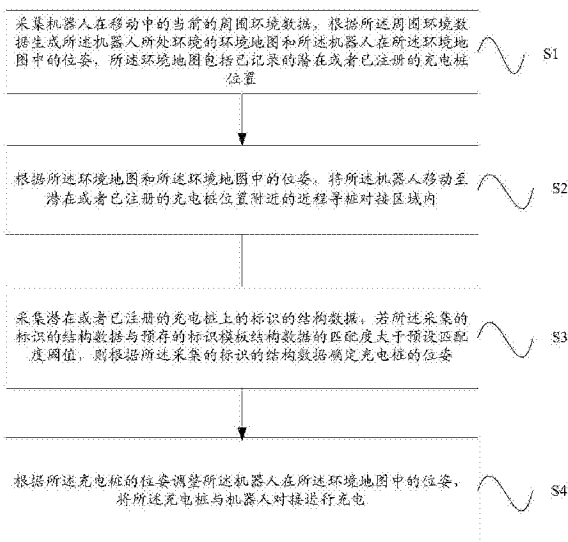 采集机器人在移动中的当前的周围环境数据，根据所述周围环境数
据生成所述机器人所处环境的环境地图和所述机器人在所述环境地
图中的位姿，所述环境地图包括已记录的潜在或者已注册的充电桩
位置
S1
根据所述环境地图和所述环境地图中的位姿，将所述机器人移动至
潜在或者已注册的充电桩位置附近的近程寻桩对接区域内
S2
采集潜在或者已注册的充电桩上的标识的结构数据，若所述采集的
标识的结构数据与预存的标识模板结构数据的匹配度大于预设匹配
度阈值，则根据所述采集的标识的结构数据确定充电桩的位姿
S3
根据所述充电桩的位姿调整所述机器人在所述环境地图中的位姿，
将所述充电桩与机器人对接进行充电
S4